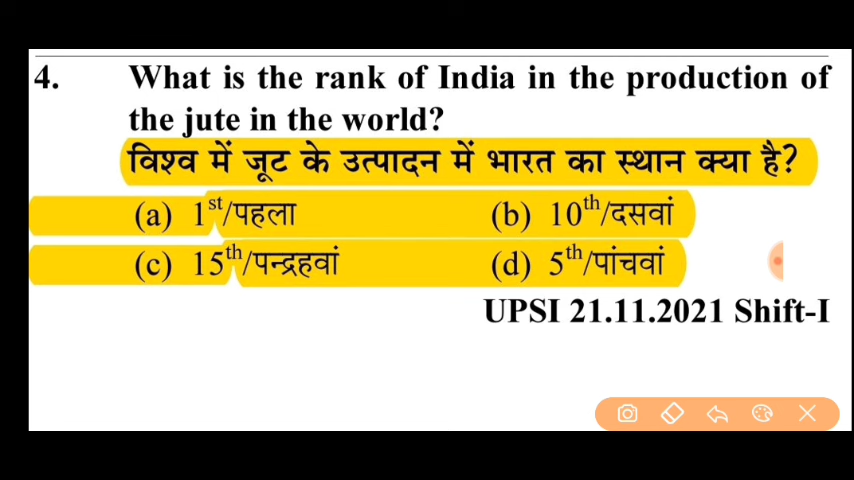 4. What is the rank of India in the production of
the jute in the world?
विश्व में जूट के उत्पादन में भारत का स्थान क्या है?
(a) 1st/पहला (b) 10th/दसवां
(c) 15th/पन्द्रहवां (d) 5th/पांचवां
UPSI 21.11.2021 Shift-I